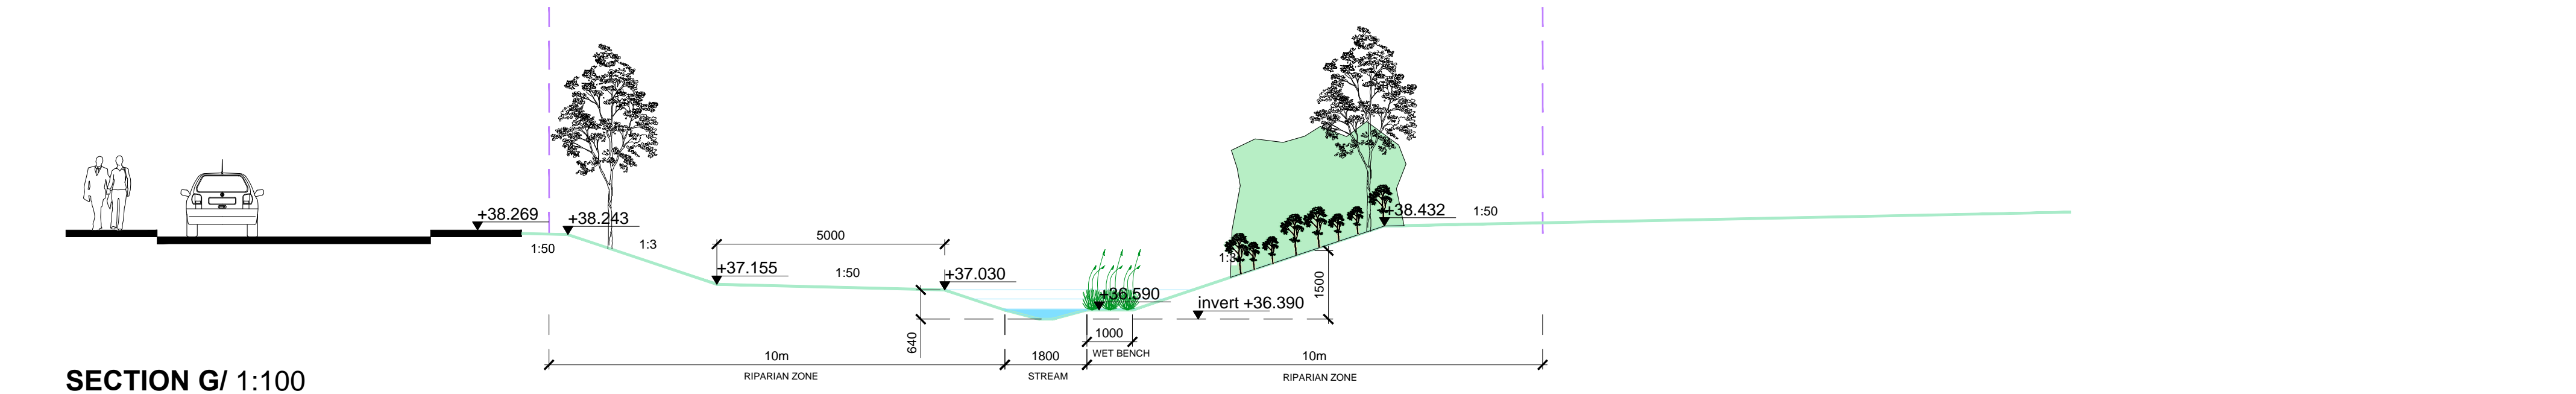 +38.269
+38.243
+38.432
1:50
1:50
1:3
5000
+37.155
1:50
+37.030
+36.590
invert +36.390
1500
640
1000
WET BENCH
10m
1800
10m
RIPARIAN ZONE
STREAM
RIPARIAN ZONE
SECTION G/ 1:100